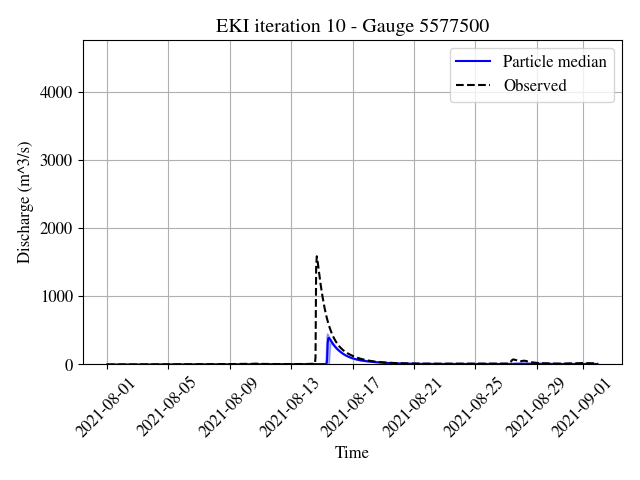 EKI iteration 10 - Gauge 5577500
Particle median
Observed
Discharge (m^3/s)
4000
3000
2000
1000
0
2021-08-01
2021-08-05
2021-08-09
2021-08-13
2021-08-17
2021-08-21
2021-08-25
2021-08-29
2021-09-01
Time